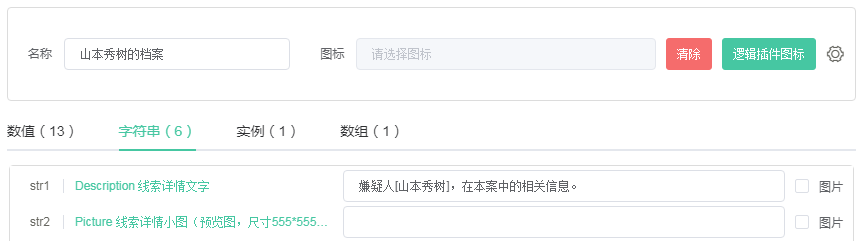 名称 山本秀树的档案 图标 请选择图标 清除 逻辑插件图标
数值（13） 字符串（6） 实例（1） 数组（1）
str1 Description 线索详情文字 嫌疑人[山本秀树]，在本案中的相关信息。 图片
str2 Picture 线索详情小图（预览图，尺寸555*555... 图片